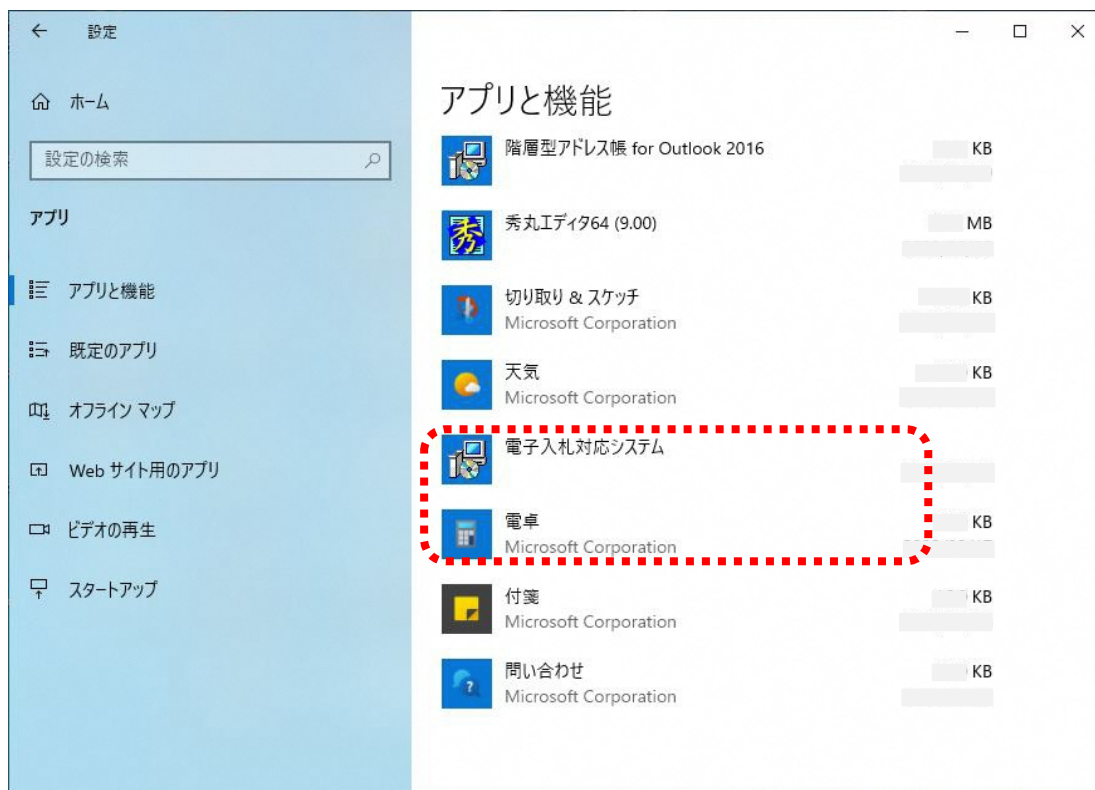 設定
ホーム
設定の検索
アプリ
アプリと機能
既定のアプリ
オフライン マップ
Web サイト用のアプリ
ビデオの再生
スタートアップ
アプリと機能
階層型アドレス帳 for Outlook 2016
KB
秀丸エディタ64 (9.00)
MB
秀
切り取り & スケッチ
KB
Microsoft Corporation
天気
KB
Microsoft Corporation
電子入札対応システム
電卓
KB
Microsoft Corporation
付箋
KB
Microsoft Corporation
問い合わせ
KB
Microsoft Corporation